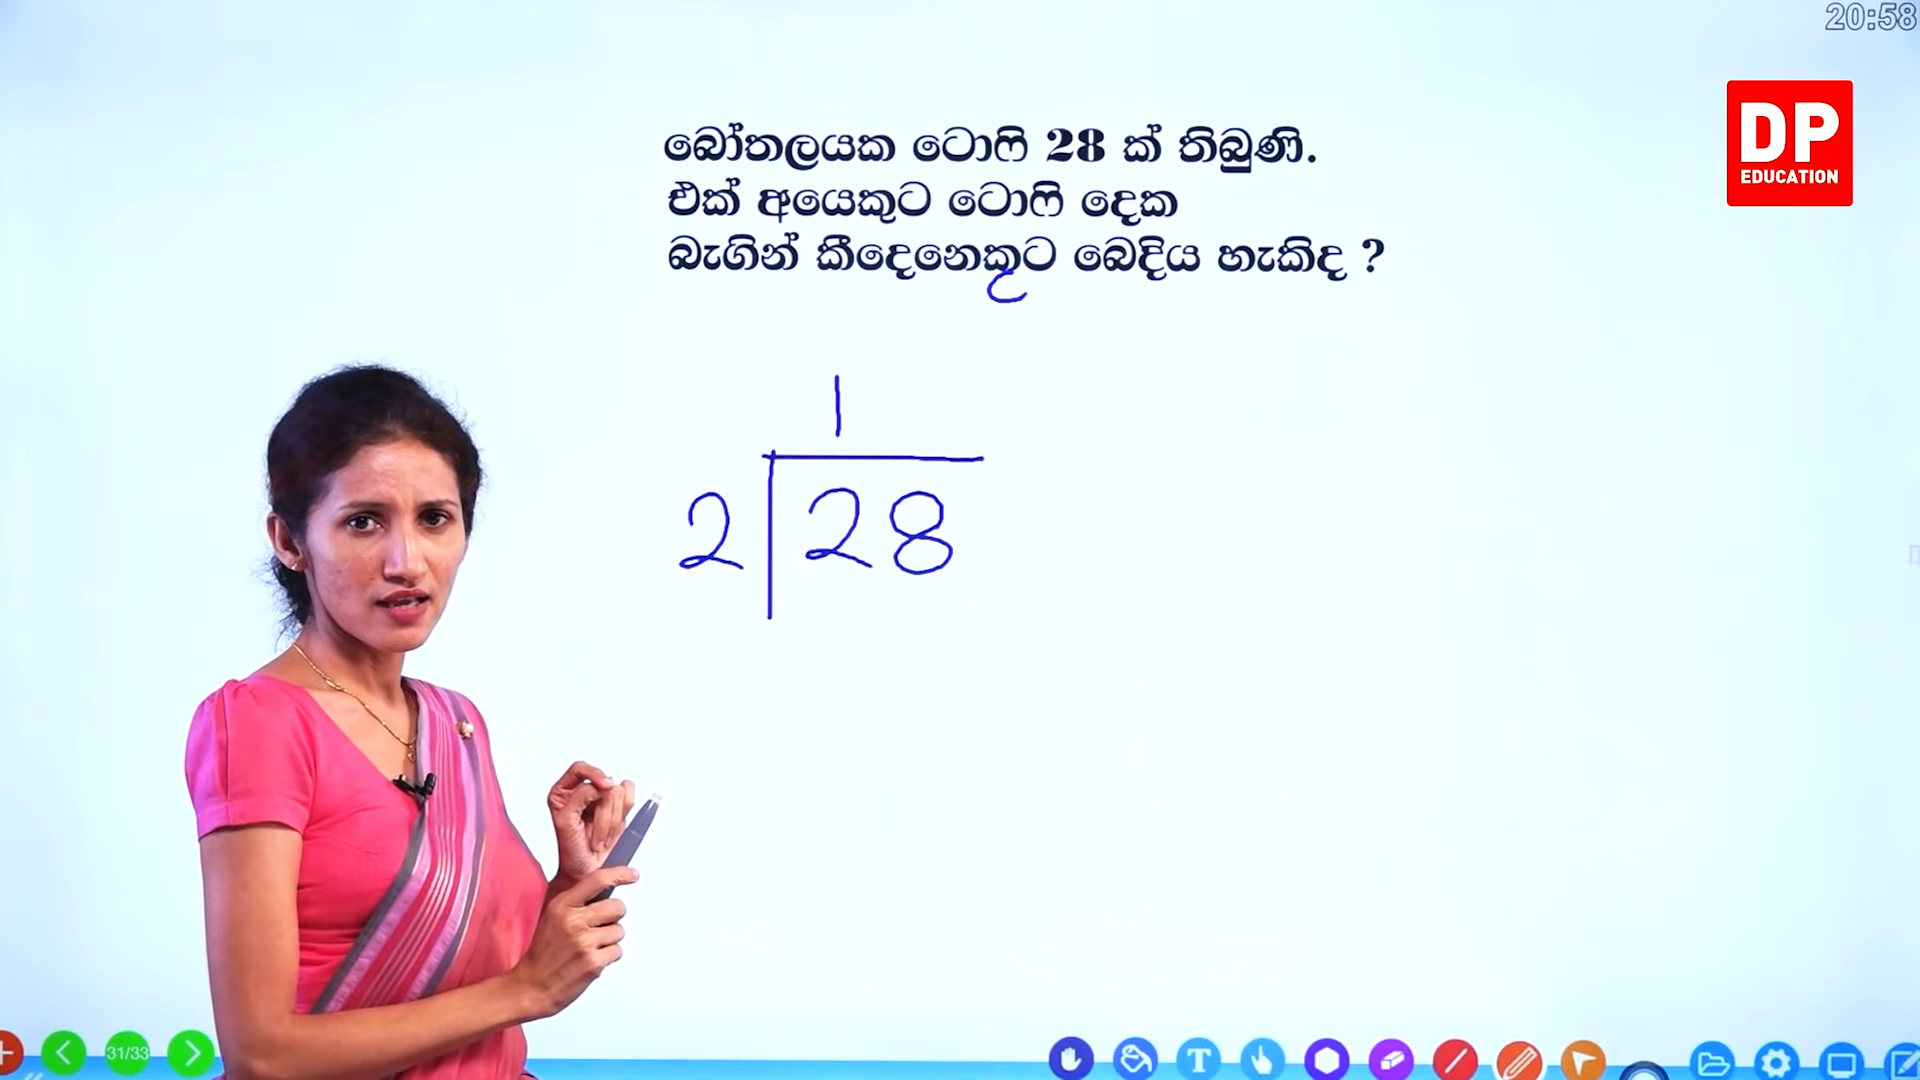 20:58
DP
EDUCATION
බෝතලයක ටොෆි 28 ක් තිබුණි.
එක් අයෙකුට ටොෆි දෙක
බැගින් කීදෙනෙකුට බෙදිය හැකිද ?
1
2 28
31/33
T